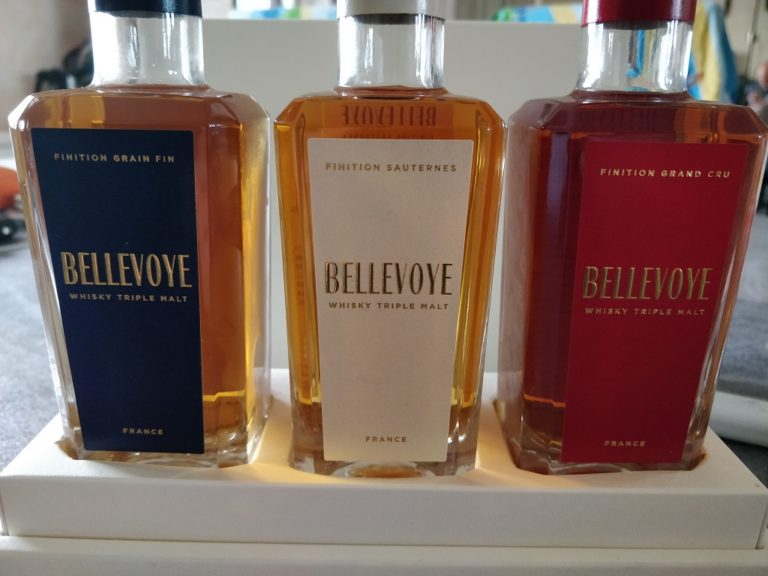 FINITION GRAIN FIN
BELLEVOYE
WHISKY TRIPLE MALT
FRANCE
BELLEVOYE
FINITION SAUTERNES
BELLEVOYE
WHISKY TRIPLE MALT
FRANCE
FINITION GRAND CRU
BELLEVOYE
WHISKY TRIPLE MALT
FRANCE